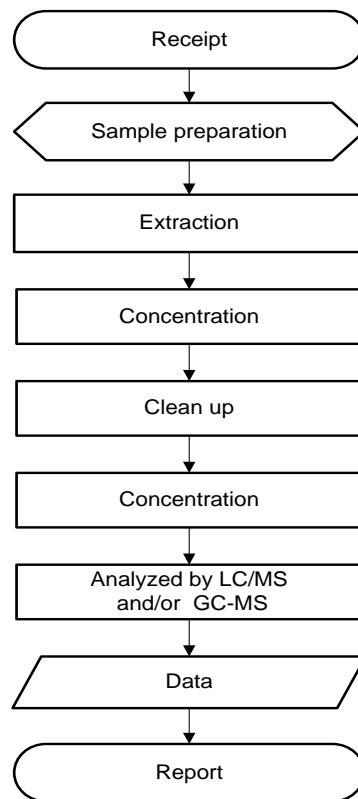 Receipt
Sample preparation
Extraction
Concentration
Clean up
Concentration
Analyzed by LC/MS
and/or GC-MS
Data
Report